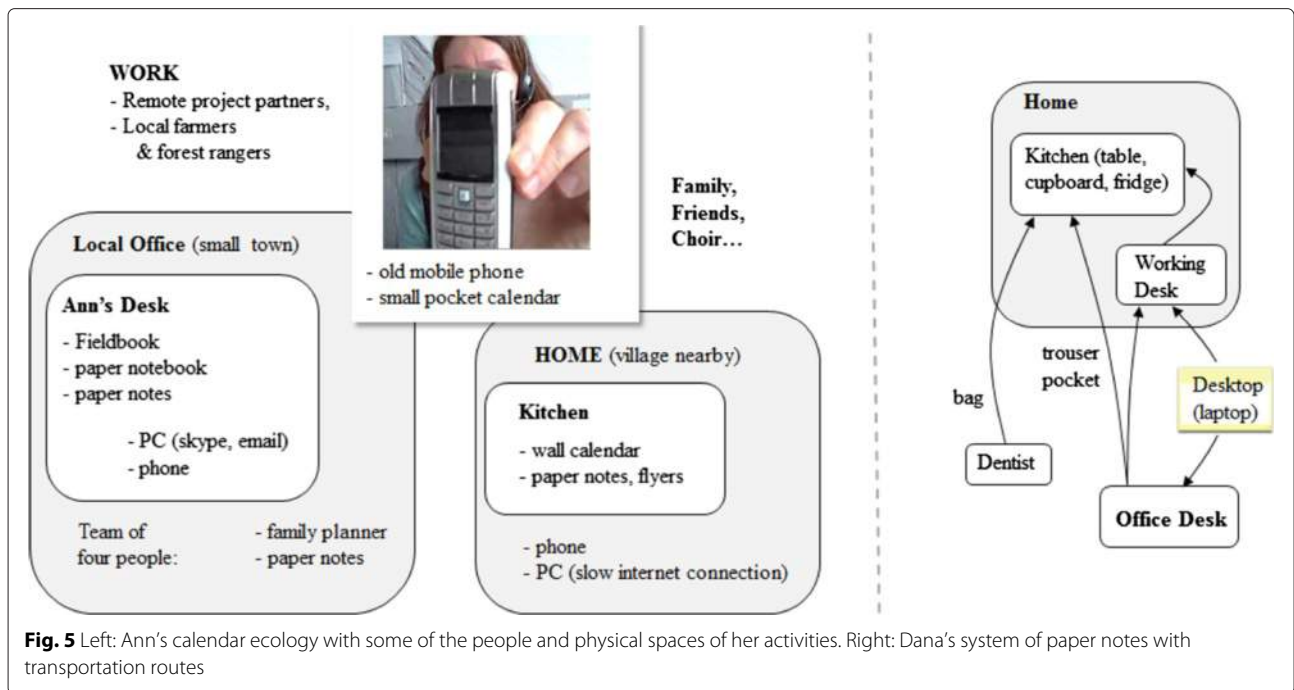 WORK
- Remote project partners,
- Local farmers
& forest rangers
- old mobile phone
- small pocket calendar
Family,
Friends,
Choir...
Local Office (small town)
Ann's Desk
- Fieldbook
- paper notebook
- paper notes
- PC (skype, email)
- phone
Team of
four people:
- family planner
- paper notes
HOME (village nearby)
Kitchen
- wall calendar
- paper notes, flyers
- phone
- PC (slow internet connection)
Home
Kitchen (table,
cupboard, fridge)
Working
Desk
trouser
pocket
bag
Desktop
(laptop)
Dentist
Office Desk
Fig. 5 Left: Ann's calendar ecology with some of the people and physical spaces of her activities. Right: Dana's system of paper notes with
transportation routes